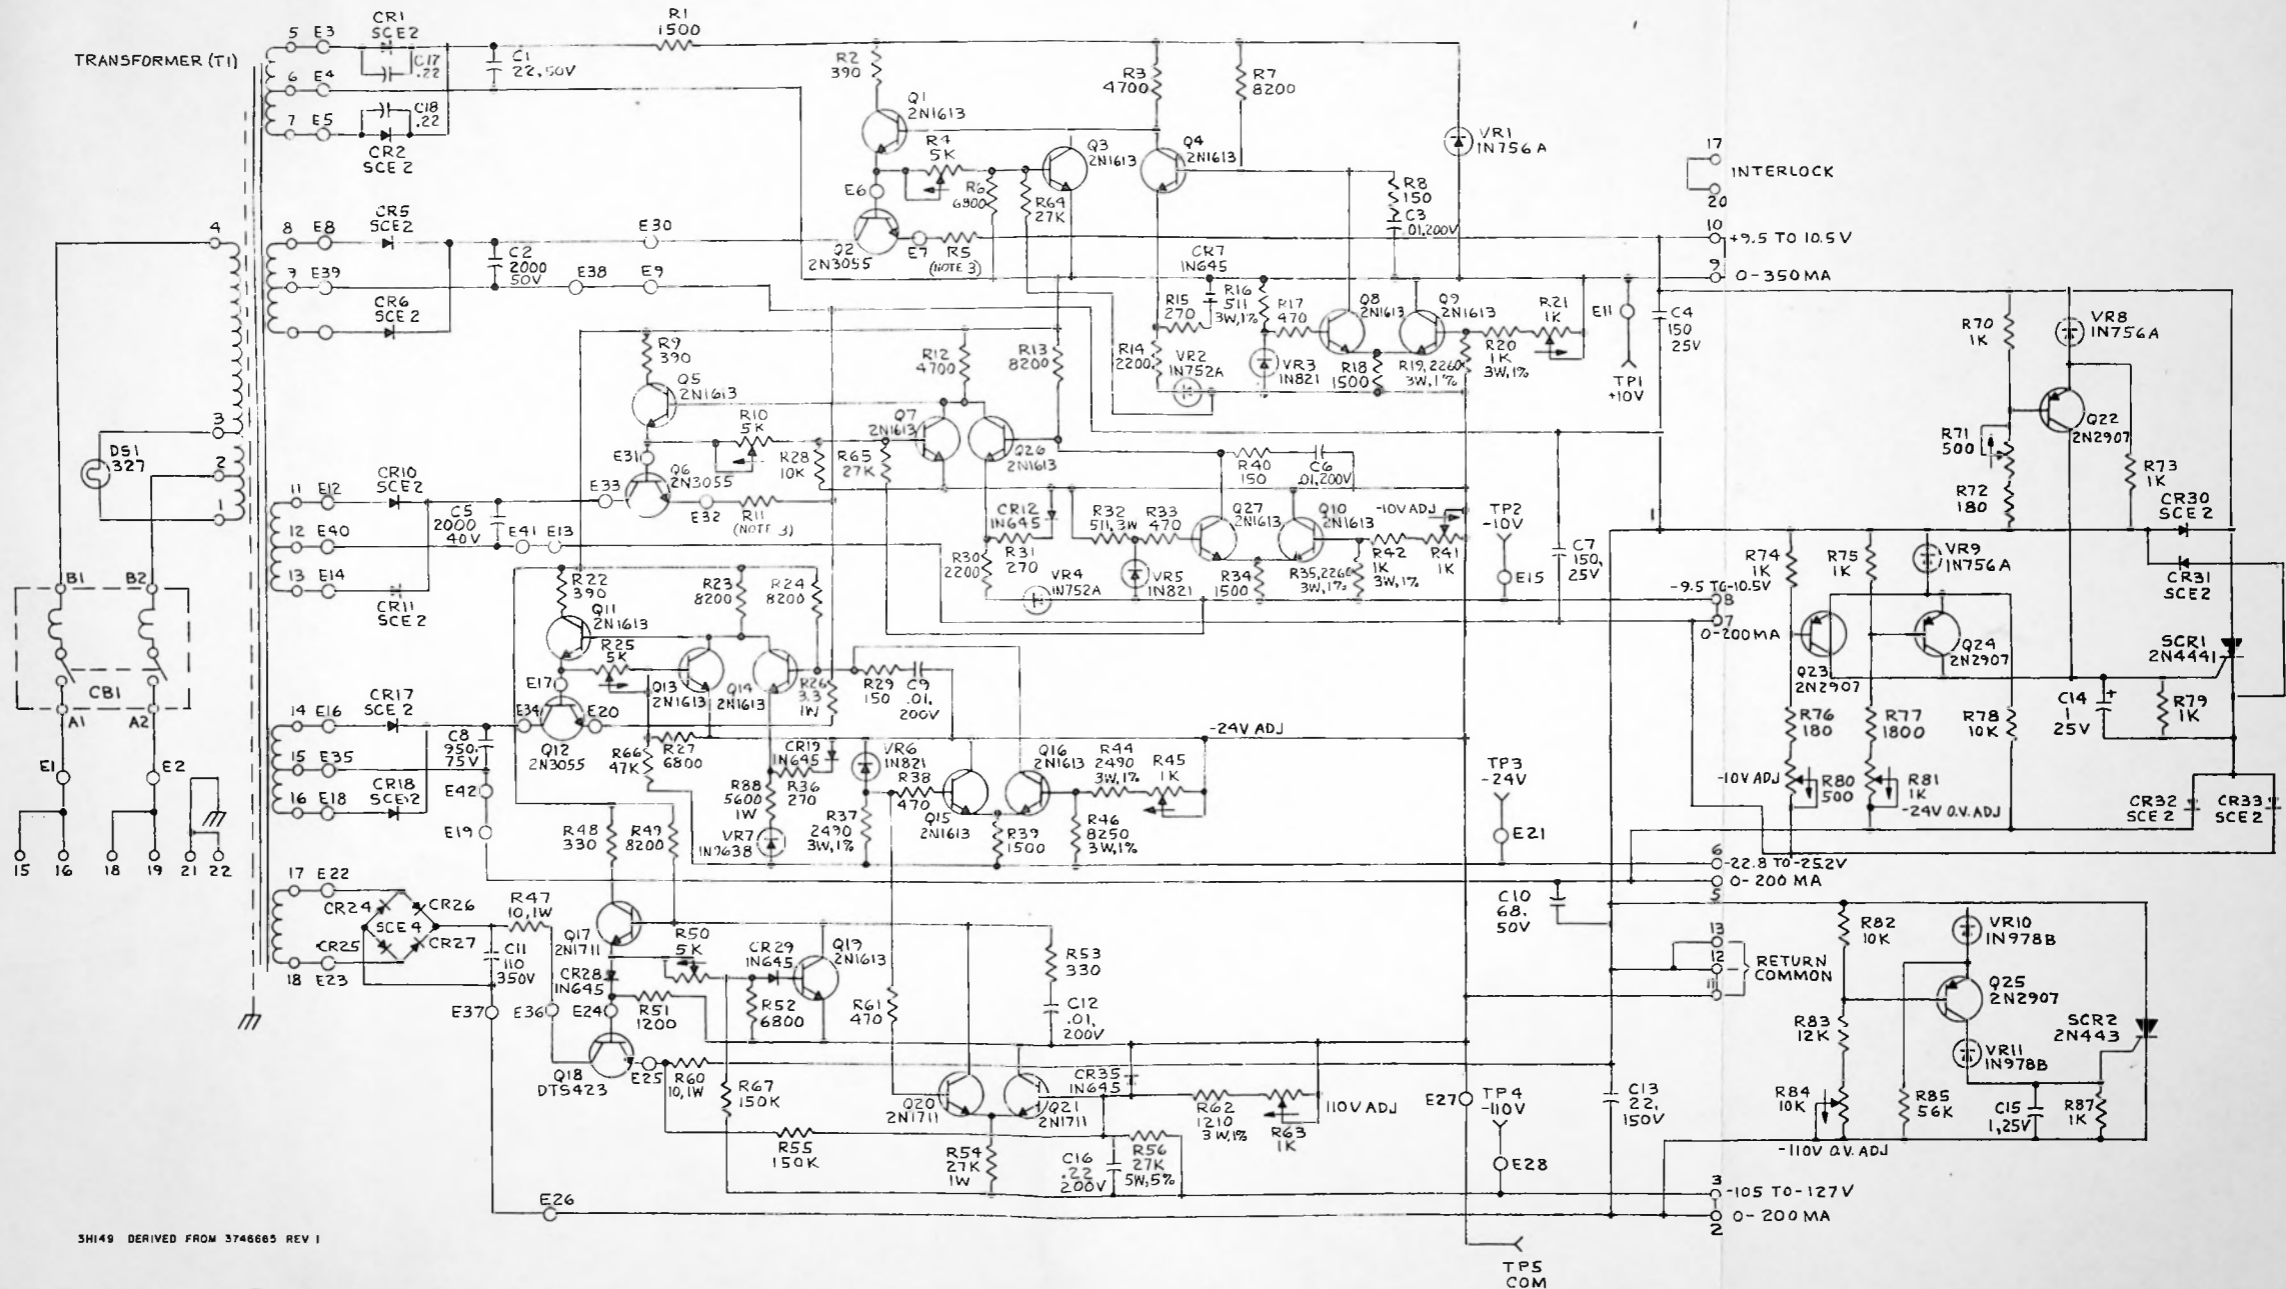 TRANSFORMER (T1)
5 E3
CR1
SCE2
C17
.22
6 E4
C18
.22
7 E5
CR2
SCE 2
C1
22,50V
R1
1500
R2
390
Q1
2N1613
R4
5K
E6
R6
6800
R64
27K
Q3
2N1613
R3
4700
Q4
2N1613
R7
8200
VR1
1N756A
R8
150
C3
.01,200V
17
INTERLOCK
20
10
+9.5 TO 10.5V
9
0-350MA
4
8 E8
CR5
SCE2
9 E39
CR6
SCE 2
C2
2000
50V
E30
E38 E9
Q2
2N3055
E7
R5
(NOTE 3)
CR7
1N645
R15
270
R16
511
3W,1%
R17
470
Q8
2N1613
Q9
2N1613
R21
1K
E11
TP1
+10V
C4
150
25V
R14
2200
VR2
1N752A
VR3
1N821
R18
1500
R19,2260
3W,1%
R20
1K
3W,1%
R70
1K
VR8
1N756A
Q22
2N2907
R71
500
R72
180
R73
1K
CR30
SCE 2
CR31
SCE2
R9
390
Q5
2N1613
R10
5K
R12
4700
R13
8200
Q7
2N1613
Q26
2N1613
E31
Q6
2N3055
R28
10K
R65
27K
E33
E32
R11
(NOTE 3)
R40
150
C6
.01,200V
3
DS1
327
2
1
11 E12
CR10
SCE2
12 E40
13 E14
CR11
SCE 2
C5
2000
40V
E41 E13
CR12
1N645
R30
2200
R31
270
R32
511,3W
R33
470
Q27
2N1613
Q10
2N1613
-10V ADJ
R42
1K
3W,1%
R41
1K
TP2
-10V
E15
C7
150,
25V
VR4
1N752A
VR5
1N821
R34
1500
R35,2260
3W,1%
1
R74
1K
R75
1K
VR9
1N756A
-9.5 TO-10.5V
8
7
0-200MA
Q23
2N2907
Q24
2N2907
SCR1
2N4441
B1 B2
CB1
A1 A2
E1 E2
15 16 18 19 21 22
R22
390
Q11
2N1613
R25
5K
R23
8200
R24
8200
E17
Q13
2N1613
Q14
2N1613
R26
3.3
1W
R29
150
C9
.01,
200V
14 E16
CR17
SCE 2
15 E35
16 E18
CR18
SCE 2
C8
950,
75V
E34
E20
Q12
2N3055
E42
E19
R66
47K
R27
6800
-24V ADJ
CR19
1N645
VR6
1N821
R38
470
Q15
2N1613
Q16
2N1613
R44
2490
3W,1%
R45
1K
TP3
-24V
E21
R88
5600
1W
R36
270
R37
2490
3W,1%
VR7
R39
1500
R46
8250
3W,1%
R76
180
R77
1800
R78
10K
C14
1
25V
R79
1K
-10V ADJ
R80
500
R81
1K
-24V O.V. ADJ
CR32
SCE 2
CR33
SCE 2
R48
330
R49
8200
6
-22.8 TO -25.2V
0-200 MA
5
17 E22
CR24
CR26
SCE 4
CR25
CR27
18 E23
R47
10,1W
C11
110
350V
E37
E36
E24
Q17
2N1711
CR28
1N645
R50
5K
CR29
1N645
Q19
2N1613
R51
1200
R52
6800
R61
470
R53
330
C12
.01,
200V
C10
68.
50V
13
12
11
RETURN
COMMON
R82
10K
VR10
1N978B
Q25
2N2907
R83
12K
VR11
1N978B
SCR2
2N443
Q18
DTS423
E25
R60
10,1W
R67
150K
Q20
2N1711
Q21
2N1711
CR35
1N645
R62
1210
3W,1%
R63
1K
110V ADJ
E27
TP4
-110V
E28
C13
22,
150V
R84
10K
R85
56K
C15
1,25V
R87
1K
-110V O.V. ADJ
R55
150K
R54
27K
1W
C16
.22
200V
R56
27K
5W,5%
E26
3
-105 TO-127V
0-200 MA
2
TP5
COM
3H149 DERIVED FROM 3746665 REV 1